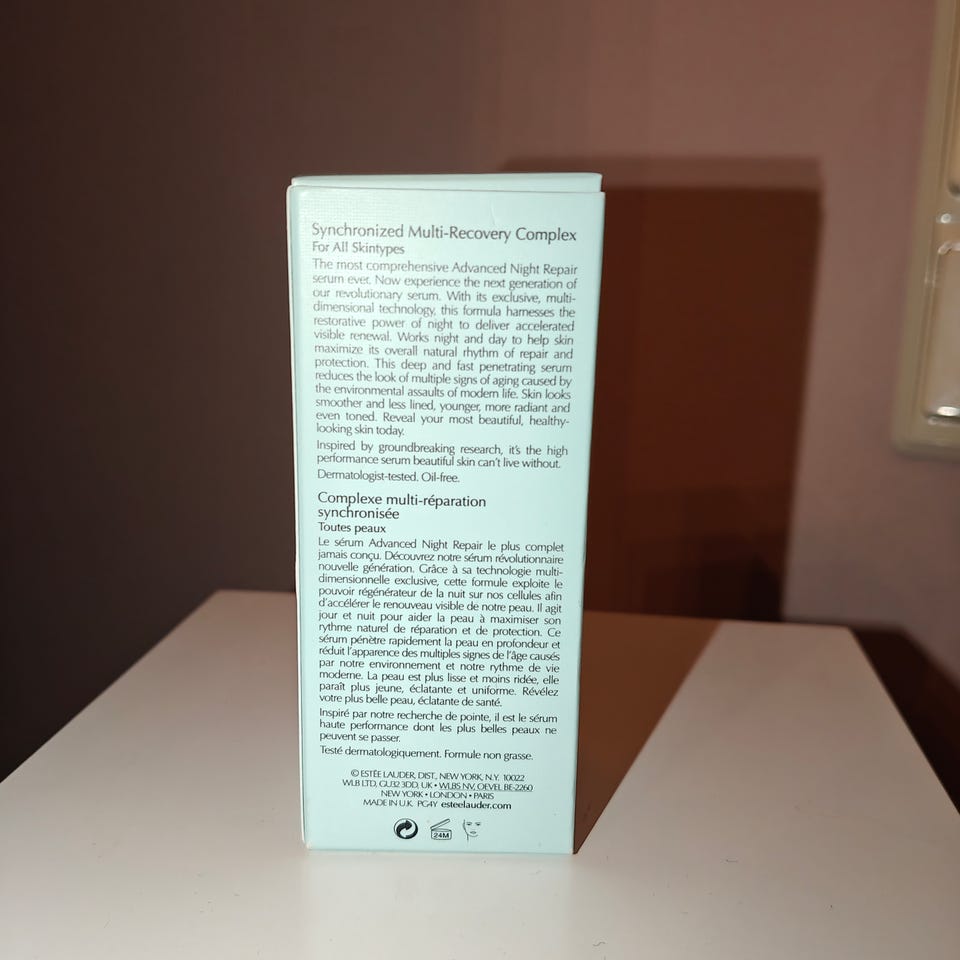 Synchronized Multi-Recovery Complex
For All Skintypes
The most comprehensive Advanced Night Repair
serum ever. Now experience the next generation of
our revolutionary serum. With its exclusive, multi-
dimensional technology, this formula harnesses the
restorative power of night to deliver accelerated
visible renewal. Works night and day to help skin
maximize its overall natural rhythm of repair and
protection. This deep and fast penetrating serum
reduces the look of multiple signs of aging caused by
the environmental assaults of modern life. Skin looks
smoother and less lined, younger, more radiant and
even toned. Reveal your most beautiful, healthy-
looking skin today.
Inspired by groundbreaking research, it's the high
performance serum beautiful skin can't live without.
Dermatologist-tested. Oil-free.
Complexe multi-réparation
synchronisée
Toutes peaux
Le sérum Advanced Night Repair le plus complet
jamais conçu. Découvrez notre sérum révolutionnaire
nouvelle génération. Grâce à sa technologie multi-
dimensionnelle exclusive, cette formule exploite le
pouvoir régénérateur de la nuit sur nos cellules afin
d'accélérer le renouveau visible de notre peau. Il agit
jour et nuit pour aider la peau à maximiser son
rythme naturel de réparation et de protection. Ce
sérum pénètre rapidement la peau en profondeur et
réduit l'apparence des multiples signes de l'âge causés
par notre environnement et notre rythme de vie
moderne. La peau est plus lisse et moins ridée, elle
paraît plus jeune, éclatante et uniforme. Révélez
votre plus belle peau, éclatante de santé.
Inspiré par notre recherche de pointe, il est le sérum
haute performance dont les plus belles peaux ne
peuvent se passer.
Testé dermatologiquement. Formule non grasse.
© ESTÉE LAUDER, DIST., NEW YORK, N.Y. 10022
WLB LTD, GU32 3DD, UK • WLBS NV, OEVEL BE-2260
NEW YORK • LONDON • PARIS
MADE IN U.K. PG4Y esteelauder.com
24M